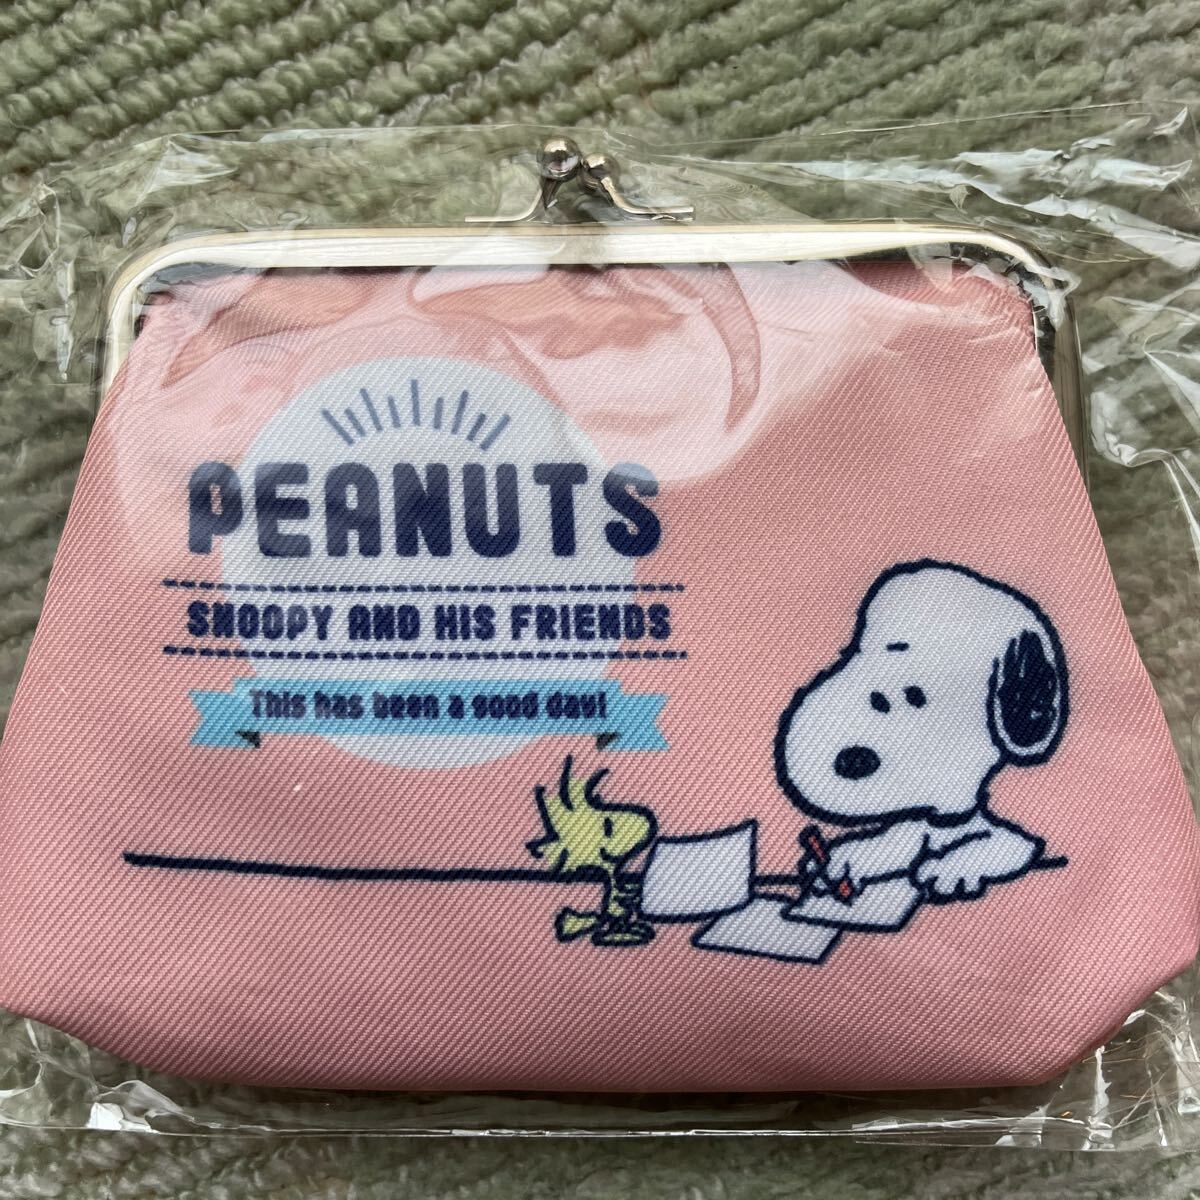 PEANUTS
SNOOPY AND HIS FRIENDS
This has been a good day!